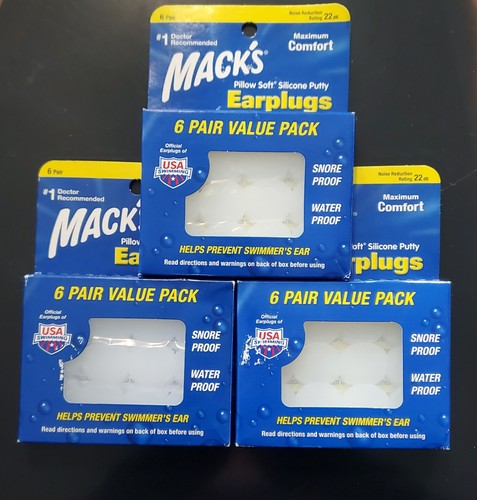 6 Pair
Noise Reduction
Rating 22 dB
#1 Doctor
Recommended
Maximum
Comfort
MACK'S
Pillow Soft® Silicone Putty
Earplugs
6 PAIR VALUE PACK
Official
Earplugs of
USA
SWIMMING
SNORE
PROOF
WATER
PROOF
HELPS PREVENT SWIMMER'S EAR
Read directions and warnings on back of box before using
6 Pair
#1 Doctor
Recommended
MACK'S
Pillow
Ea
6 PAIR VALUE PACK
Official
Earplugs of
USA
SWIMMING
SNORE
PROOF
WATER
PROOF
HELPS PREVENT SWIMMER'S EAR
Read directions and warnings on back of box before using
Noise Reduction
Rating 22 dB
Maximum
Comfort
Soft® Silicone Putty
rplugs
6 PAIR VALUE PACK
Official
Earplugs of
USA
SWIMMING
SNORE
PROOF
WATER
PROOF
HELPS PREVENT SWIMMER'S EAR
Read directions and warnings on back of box before using